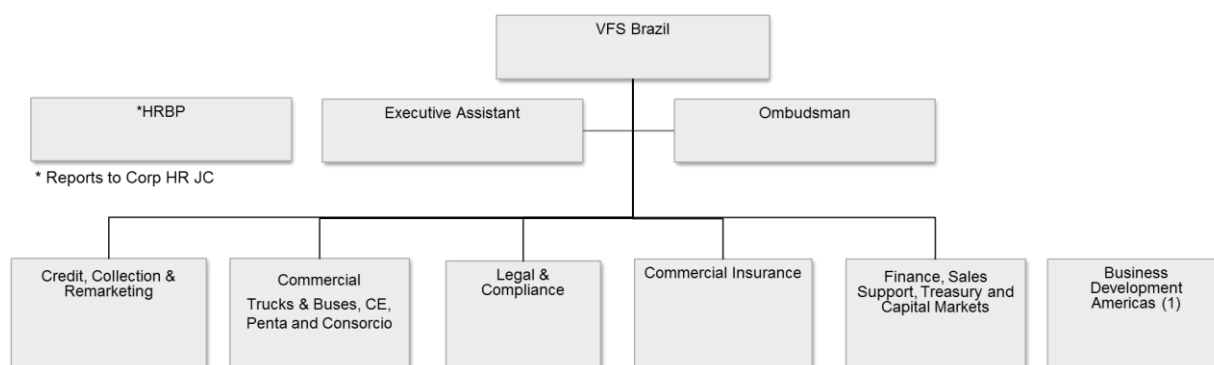 VFS Brazil
*HRBP
Executive Assistant
Ombudsman
* Reports to Corp HR JC
Credit, Collection &
Remarketing
Commercial
Trucks & Buses, CE,
Penta and Consorcio
Legal &
Compliance
Commercial Insurance
Finance, Sales
Support, Treasury and
Capital Markets
Business
Development
Americas (1)